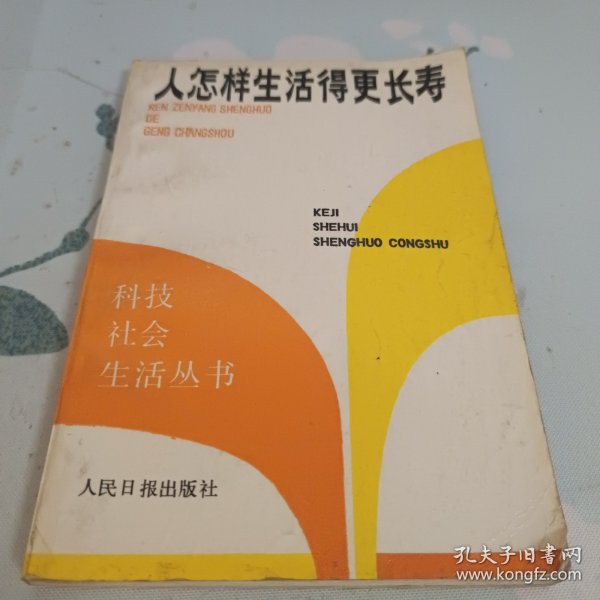 人怎样生活得更长寿
REN ZENYANG SHENGHUO
DE
GENG CHANGSHOU
KEJI
SHEHUI
SHENGHUO CONGSHU
科技
社会
生活丛书
人民日报出版社
孔夫子旧書网
www.kongfz.com